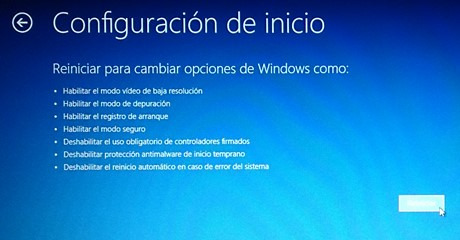 Configuración de inicio
Reiniciar para cambiar opciones de Windows como:
Habilitar el modo vídeo de baja resolución
Habilitar el modo de depuración
Habilitar el registro de arranque
Habilitar el modo seguro
Deshabilitar el uso obligatorio de controladores firmados
Deshabilitar protección antimalware de inicio temprano
Deshabilitar el reinicio automático en caso de error del sistema